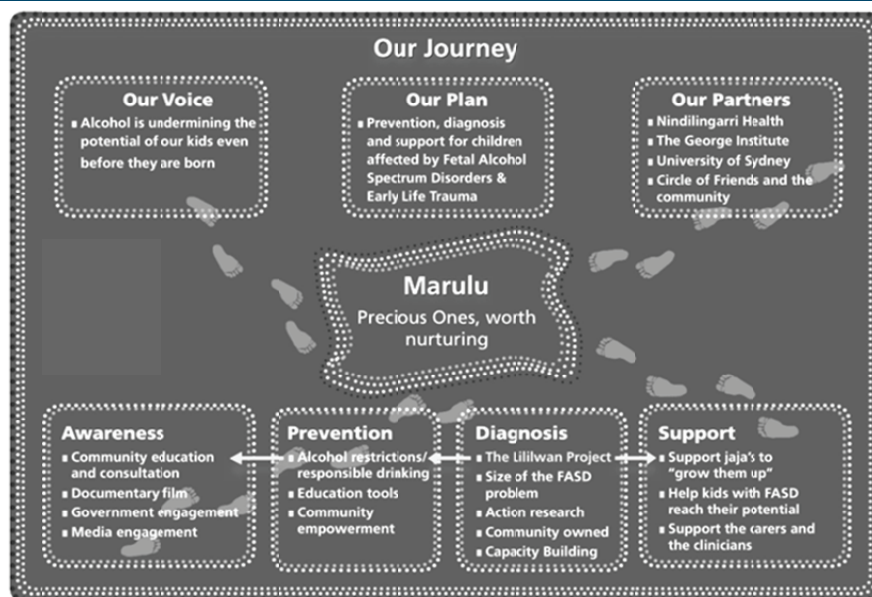 Our Journey
Our Voice
▪ Alcohol is undermining the
potential of our kids even
before they are born
Our Plan
▪ Prevention, diagnosis
and support for children
affected by Fetal Alcohol
Spectrum Disorders &
Early Life Trauma
Our Partners
▪ Nindilingarri Health
▪ The George Institute
▪ University of Sydney
▪ Circle of Friends and the
community
Marulu
Precious Ones, worth
nurturing
Awareness
▪ Community education
and consultation
▪ Documentary film
▪ Government engagement
▪ Media engagement
Prevention
▪ Alcohol restrictions/
responsible drinking
▪ Education tools
▪ Community
empowerment
Diagnosis
▪ The Lililwan Project
▪ Size of the FASD
problem
▪ Action research
▪ Community owned
▪ Capacity Building
Support
▪ Support jaja's to
"grow them up"
▪ Help kids with FASD
reach their potential
▪ Support the carers and
the clinicians